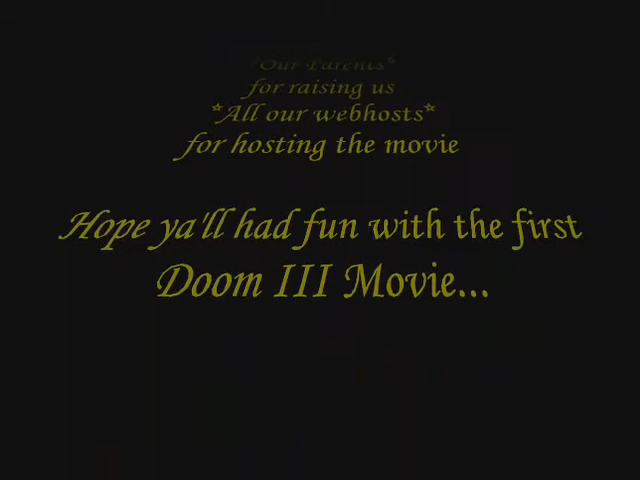 *Our Parents*
for raising us
*All our webhosts*
for hosting the movie
Hope ya'll had fun with the first
Doom III Movie...